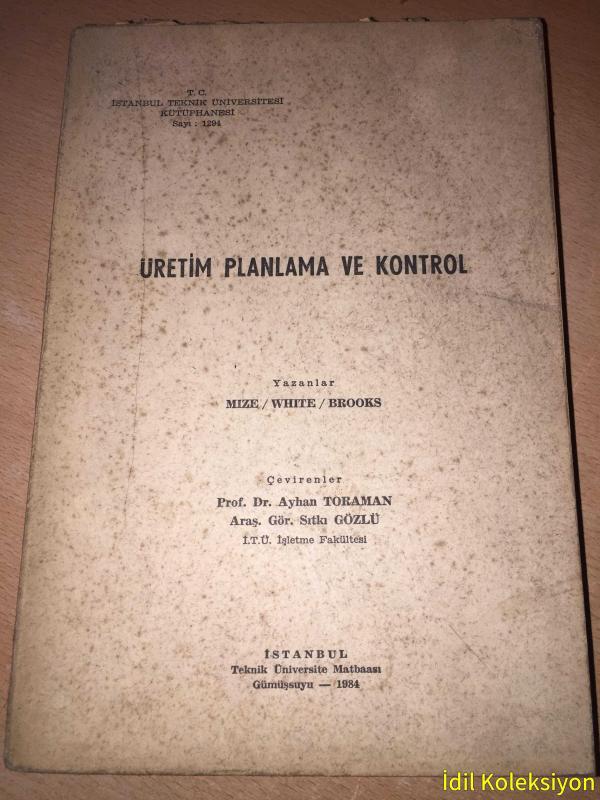 T. C.
İSTANBUL TEKNİK ÜNİVERSİTESİ
KÜTÜPHANESİ
Sayı : 1294
ÜRETİM PLANLAMA VE KONTROL
Yazanlar
MIZE / WHITE / BROOKS
Çevirenler
Prof. Dr. Ayhan TORAMAN
Araş. Gör. Sıtkı GÖZLÜ
İ.T.Ü. İşletme Fakültesi
İSTANBUL
Teknik Üniversite Matbaası
Gümüşsuyu — 1984
İdil Koleksiyon